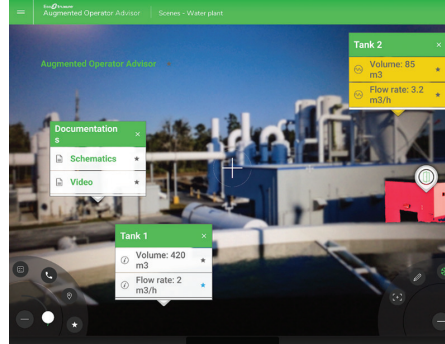 EcoStruxure
Augmented Operator Advisor
Scenes - Water plant
Augmented Operator Advisor
Tank 2
Volume: 85
m3
Flow rate: 3.2
m3/h
Documentation
s
Schematics
Video
Tank 1
Volume: 420
m3
Flow rate: 2
m3/h